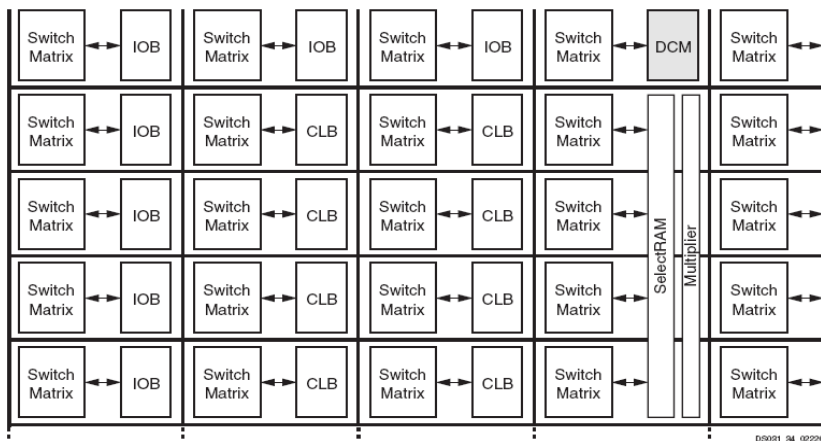 Switch Matrix IOB Switch Matrix IOB Switch Matrix IOB Switch Matrix DCM Switch Matrix
Switch Matrix IOB Switch Matrix CLB Switch Matrix CLB Switch Matrix Switch Matrix
Switch Matrix IOB Switch Matrix CLB Switch Matrix CLB Switch Matrix Switch Matrix
SelectRAM
Multiplier
Switch Matrix IOB Switch Matrix CLB Switch Matrix CLB Switch Matrix Switch Matrix
Switch Matrix IOB Switch Matrix CLB Switch Matrix CLB Switch Matrix Switch Matrix